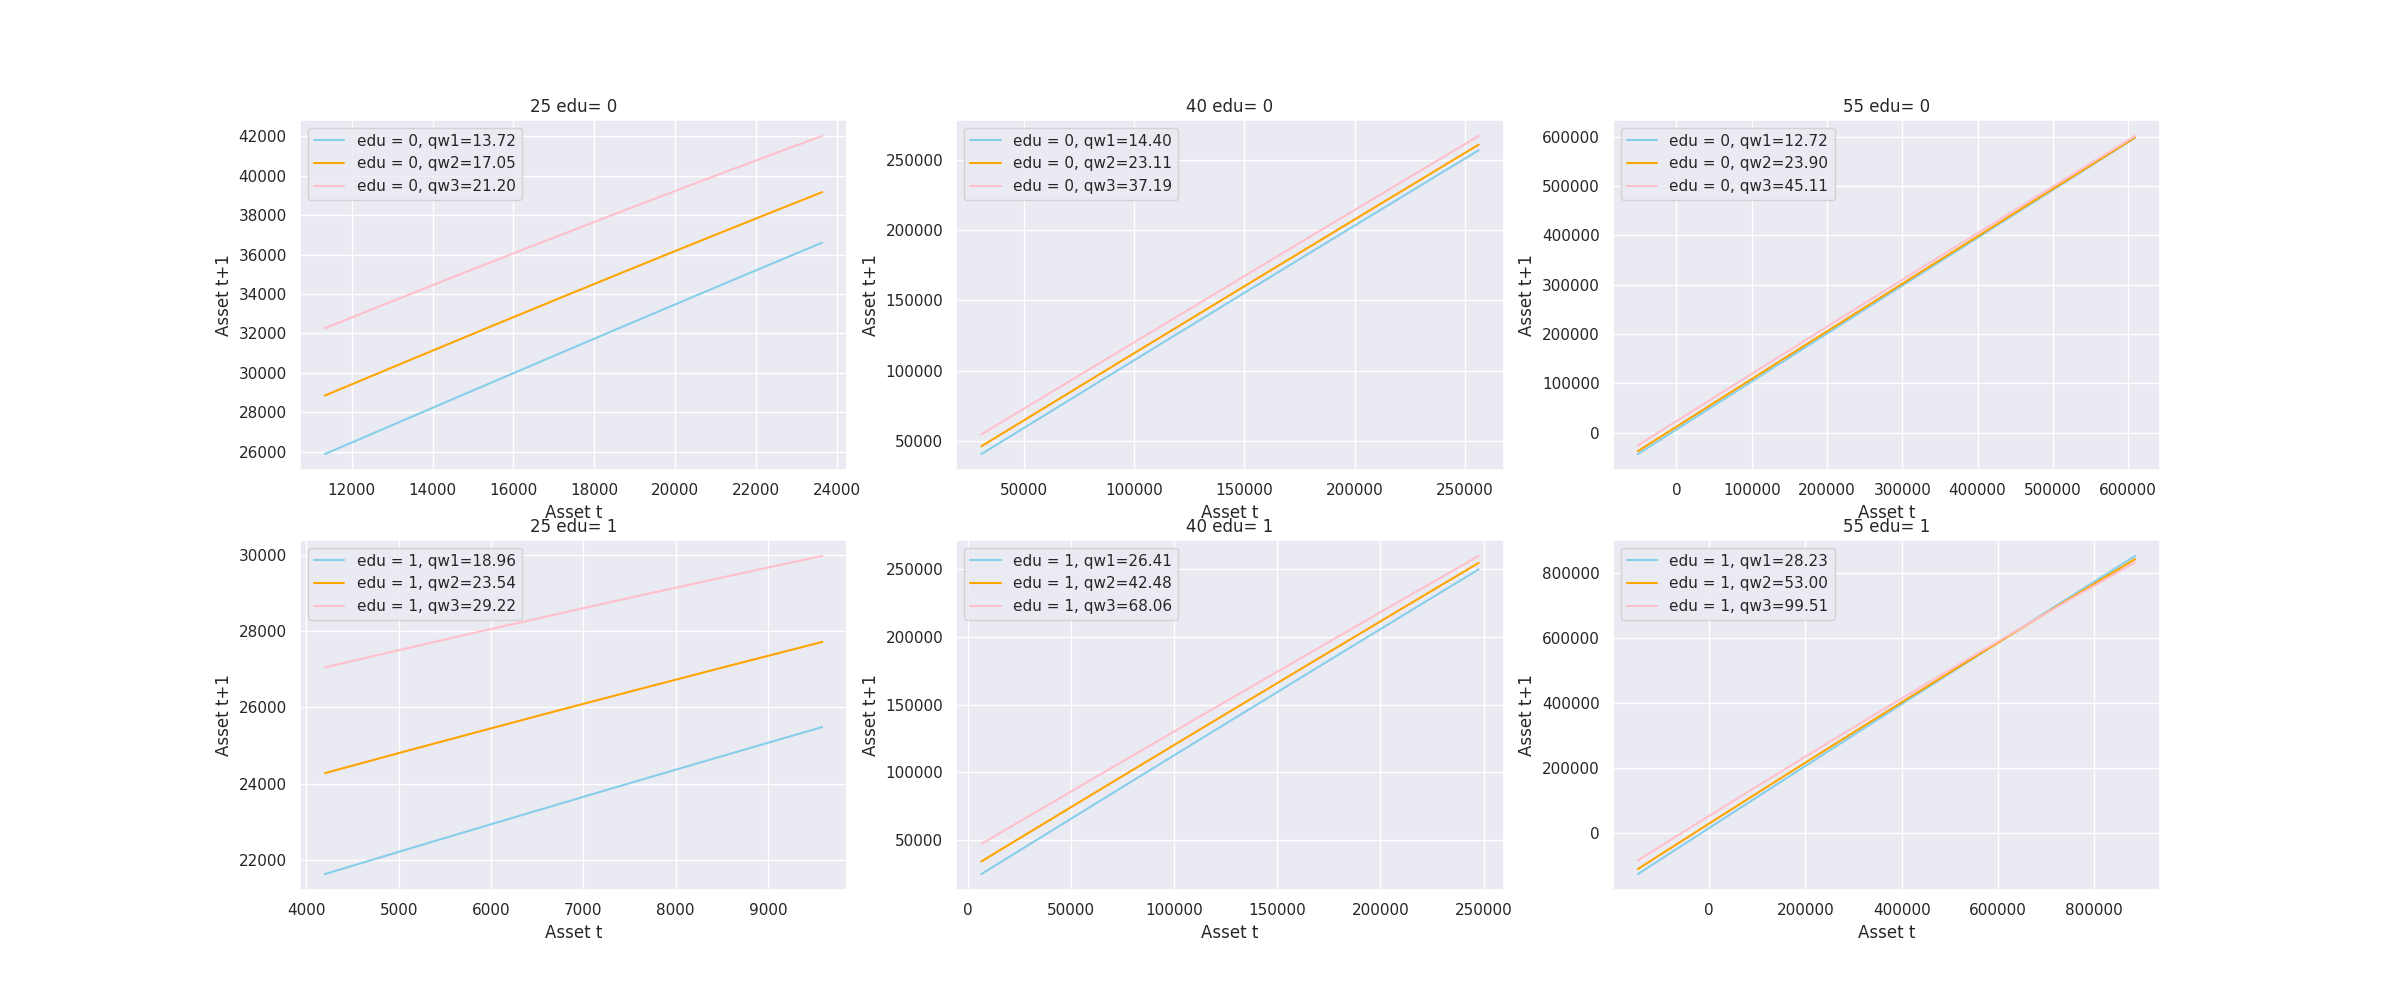 25 edu= 0
edu = 0, qw1=13.72
edu = 0, qw2=17.05
edu = 0, qw3=21.20
42000
40000
38000
36000
34000
32000
30000
28000
26000
Asset t+1
12000 14000 16000 18000 20000 22000 24000
Asset t
40 edu= 0
edu = 0, qw1=14.40
edu = 0, qw2=23.11
edu = 0, qw3=37.19
250000
200000
150000
100000
50000
Asset t+1
50000 100000 150000 200000 250000
Asset t
55 edu= 0
edu = 0, qw1=12.72
edu = 0, qw2=23.90
edu = 0, qw3=45.11
600000
500000
400000
300000
200000
100000
0
Asset t+1
0 100000 200000 300000 400000 500000 600000
Asset t
25 edu= 1
edu = 1, qw1=18.96
edu = 1, qw2=23.54
edu = 1, qw3=29.22
30000
28000
26000
24000
22000
Asset t+1
4000 5000 6000 7000 8000 9000
Asset t
40 edu= 1
edu = 1, qw1=26.41
edu = 1, qw2=42.48
edu = 1, qw3=68.06
250000
200000
150000
100000
50000
Asset t+1
0 50000 100000 150000 200000 250000
Asset t
55 edu= 1
edu = 1, qw1=28.23
edu = 1, qw2=53.00
edu = 1, qw3=99.51
800000
600000
400000
200000
0
Asset t+1
0 200000 400000 600000 800000
Asset t